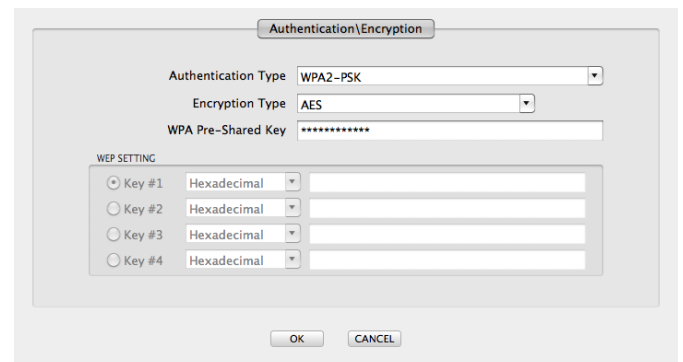 Authentication\Encryption
Authentication Type WPA2-PSK
Encryption Type AES
WPA Pre-Shared Key ************
WEP SETTING
Key #1 Hexadecimal
Key #2 Hexadecimal
Key #3 Hexadecimal
Key #4 Hexadecimal
OK CANCEL